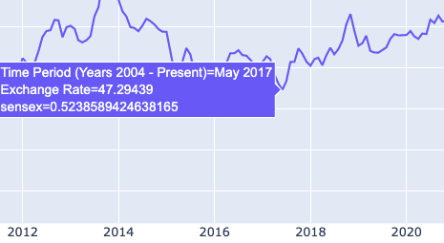 Time Period (Years 2004 - Present)=May 2017
Exchange Rate=47.29439
sensex=0.5238589424638165
2012 2014 2016 2018 2020